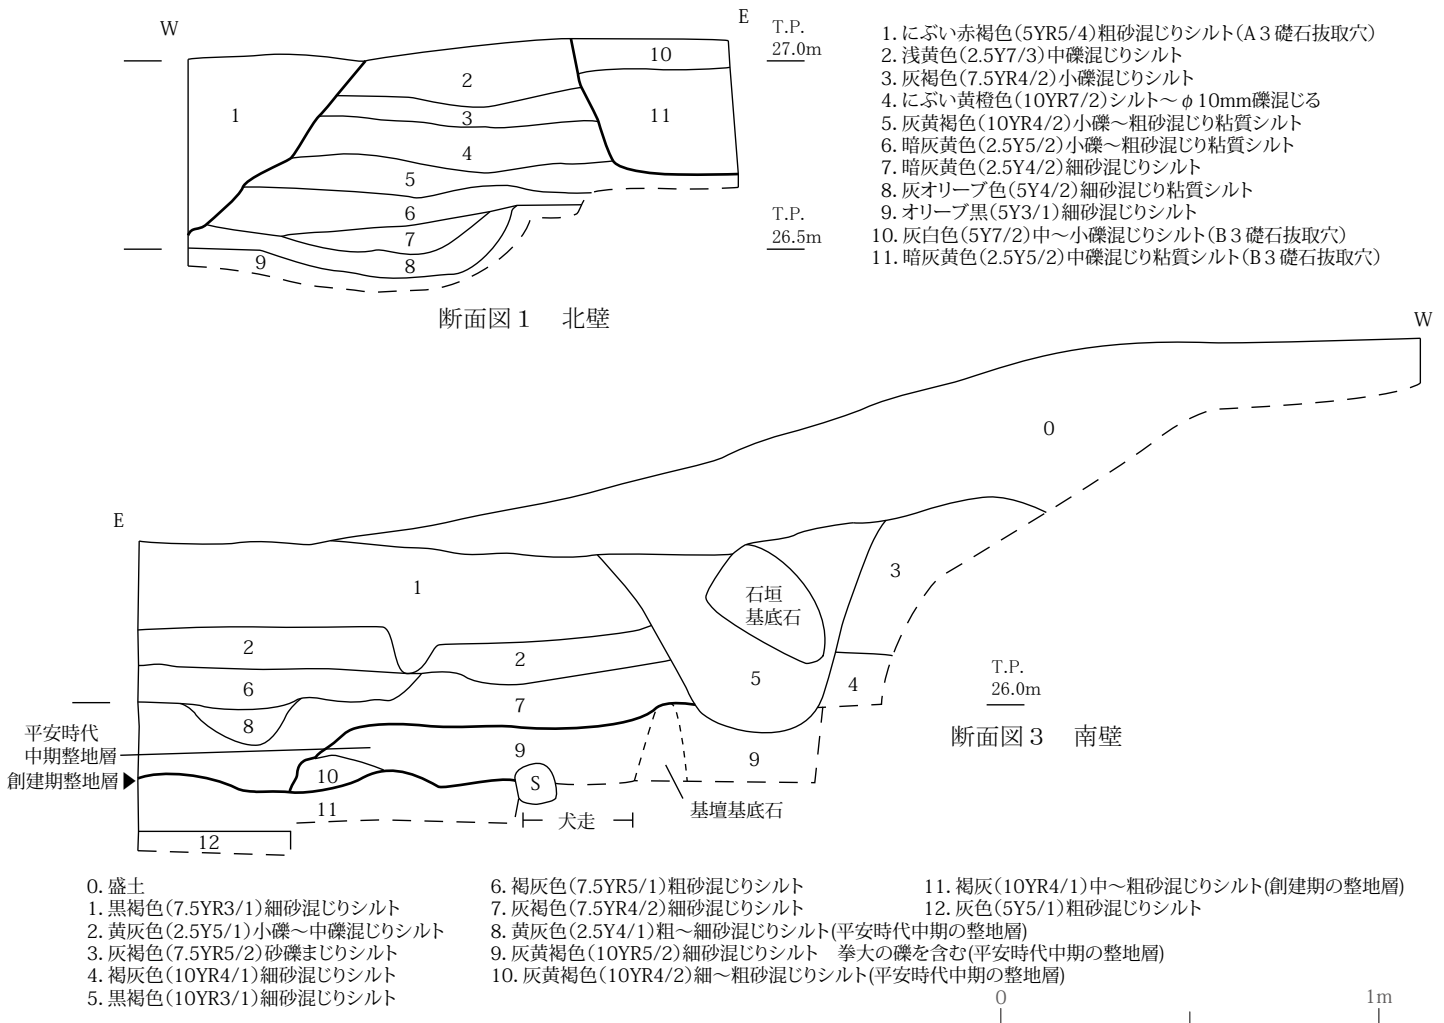 W
E
T.P.
27.0m
1
2
3
4
5
6
7
8
9
10
11
T.P.
26.5m
1. にぶい赤褐色(5YR5/4)粗砂混じりシルト(A3礎石抜取穴)
2. 浅黄色(2.5Y7/3)中礫混じりシルト
3. 灰褐色(7.5YR4/2)小礫混じりシルト
4. にぶい黄橙色(10YR7/2)シルト〜φ10mm礫混じる
5. 灰黄褐色(10YR4/2)小礫〜粗砂混じり粘質シルト
6. 暗灰黄色(2.5Y5/2)小礫〜粗砂混じり粘質シルト
7. 暗灰黄色(2.5Y4/2)細砂混じりシルト
8. 灰オリーブ色(5Y4/2)細砂混じり粘質シルト
9. オリーブ黒(5Y3/1)細砂混じりシルト
10. 灰白色(5Y7/2)中〜小礫混じりシルト(B3礎石抜取穴)
11. 暗灰黄色(2.5Y5/2)中礫混じり粘質シルト(B3礎石抜取穴)
断面図1　北壁
W
E
0
1
石垣
基底石
3
2
2
5
4
6
7
8
T.P.
26.0m
断面図3　南壁
平安時代
中期整地層
創建期整地層
9
9
10
S
11
12
犬走
基壇基底石
0. 盛土
1. 黒褐色(7.5YR3/1)細砂混じりシルト
2. 黄灰色(2.5Y5/1)小礫〜中礫混じりシルト
3. 灰褐色(7.5YR5/2)砂礫まじりシルト
4. 褐灰色(10YR4/1)細砂混じりシルト
5. 黒褐色(10YR3/1)細砂混じりシルト
6. 褐灰色(7.5YR5/1)粗砂混じりシルト
7. 灰褐色(7.5YR4/2)細砂混じりシルト
8. 黄灰色(2.5Y4/1)粗〜細砂混じりシルト(平安時代中期の整地層)
9. 灰黄褐色(10YR5/2)細砂混じりシルト　拳大の礫を含む(平安時代中期の整地層)
10. 灰黄褐色(10YR4/2)細〜粗砂混じりシルト(平安時代中期の整地層)
11. 褐灰(10YR4/1)中〜粗砂混じりシルト(創建期の整地層)
12. 灰色(5Y5/1)粗砂混じりシルト
0
1m